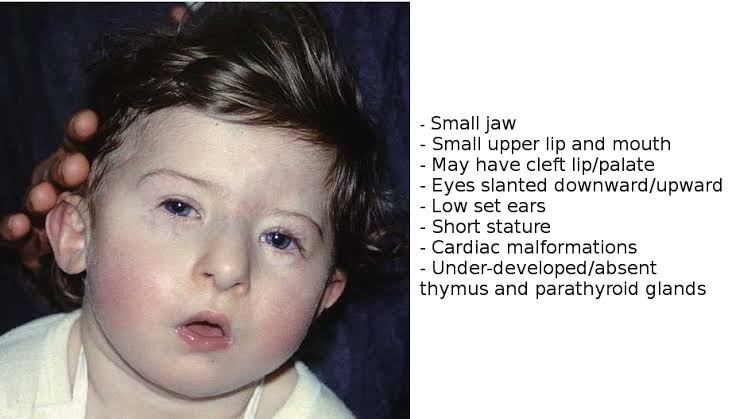 - Small jaw
- Small upper lip and mouth
- May have cleft lip/palate
- Eyes slanted downward/upward
- Low set ears
- Short stature
- Cardiac malformations
- Under-developed/absent
thymus and parathyroid glands